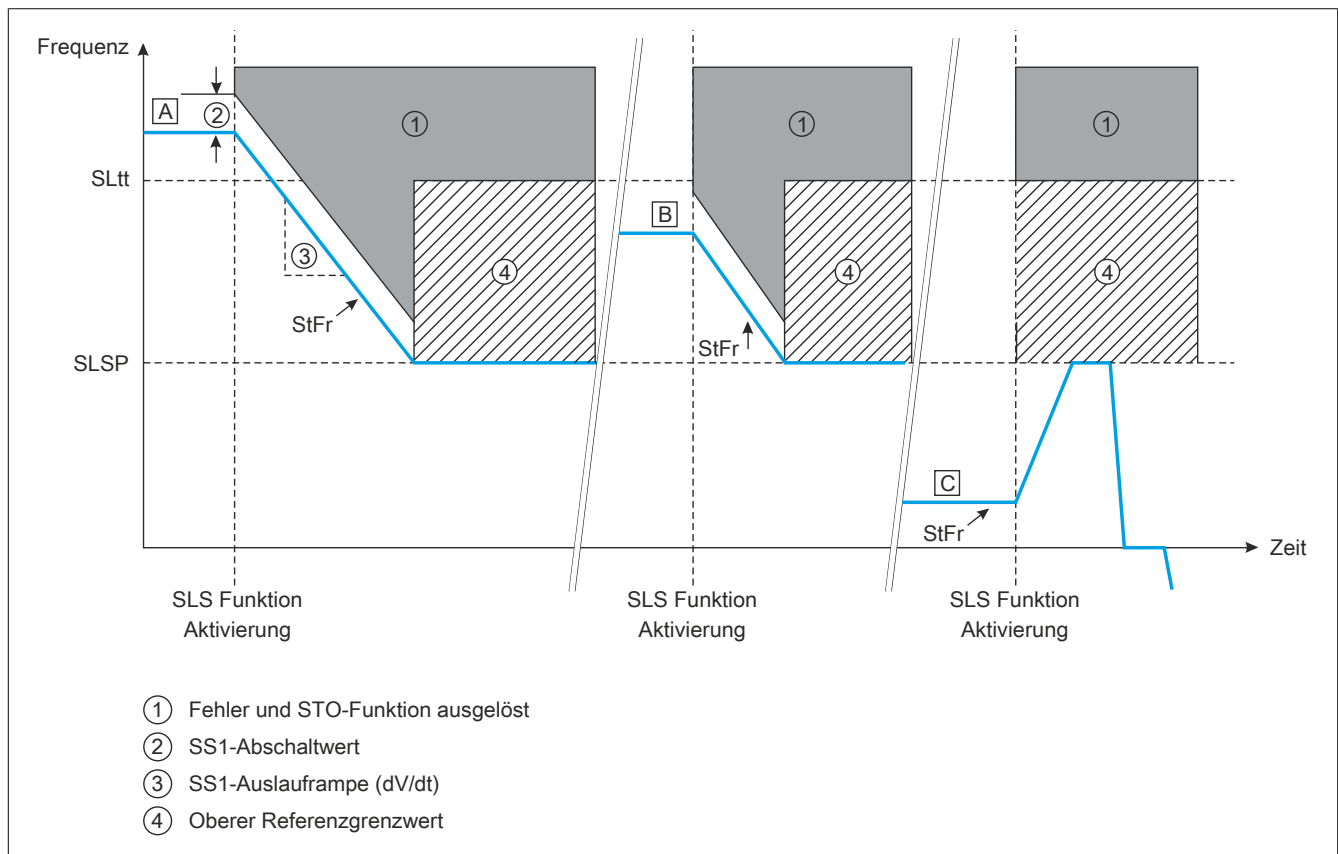 Frequenz
A
2
1
1
1
SLtt
B
3
4
4
4
StFr
StFr
SLSP
C
StFr
Zeit
SLS Funktion
Aktivierung
SLS Funktion
Aktivierung
SLS Funktion
Aktivierung
1 Fehler und STO-Funktion ausgelöst
2 SS1-Abschaltwert
3 SS1-Auslauframpe (dV/dt)
4 Oberer Referenzgrenzwert